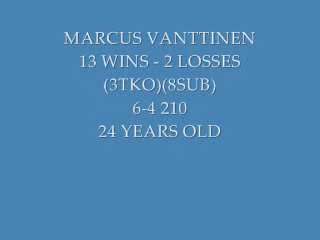 MARCUS VANTTINEN
13 WINS - 2 LOSSES
(3TKO)(8SUB)
6-4 210
24 YEARS OLD